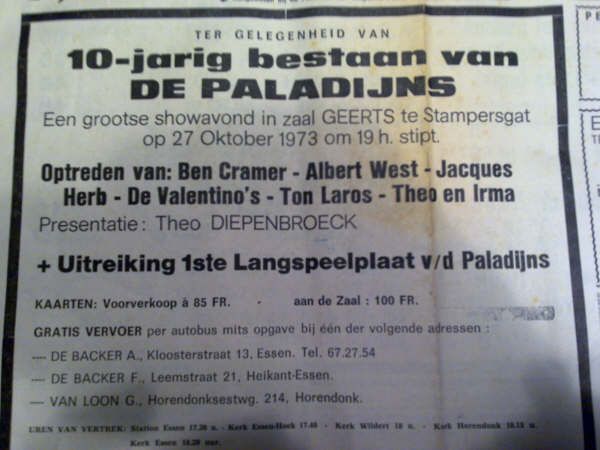 TER GELEGENHEID VAN
10-jarig bestaan van
DE PALADIJNS
Een grootse showavond in zaal GEERTS te Stampersgat
op 27 Oktober 1973 om 19 h. stipt.
Optreden van: Ben Cramer - Albert West - Jacques
Herb - De Valentino's - Ton Laros - Theo en Irma
Presentatie: Theo DIEPENBROECK
+ Uitreiking 1ste Langspeelplaat v/d Paladijns
KAARTEN: Voorverkoop à 85 FR. - aan de Zaal : 100 FR.
GRATIS VERVOER per autobus mits opgave bij één der volgende adressen :
— DE BACKER A., Kloosterstraat 13, Essen. Tel. 67.27.54
— DE BACKER F., Leemstraat 21, Heikant-Essen.
— VAN LOON G., Horendonksestwg. 214, Horendonk.
UREN VAN VERTREK: Station Essen 17.30 u. - Kerk Essen-Hoek 17.45 - Kerk Wildert 18 u. - Kerk Horendonk 18.15 u.
Kerk Essen 18.20 uur.